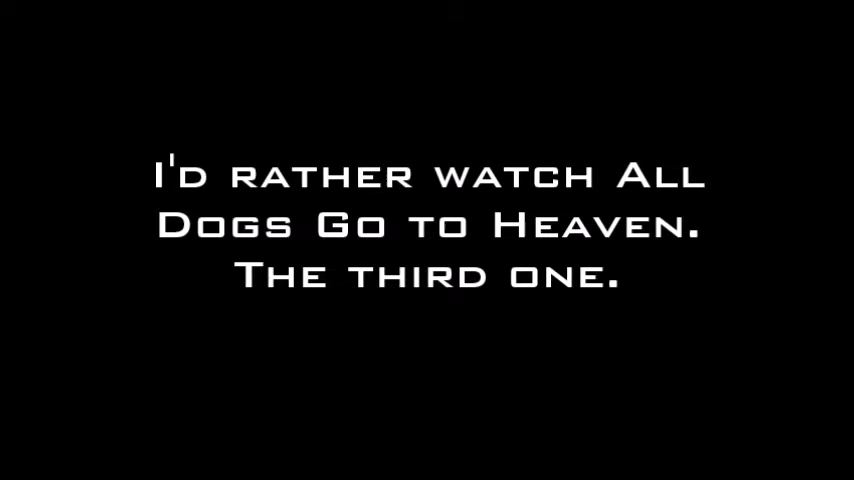 I'd rather watch All
Dogs Go to Heaven.
The third one.